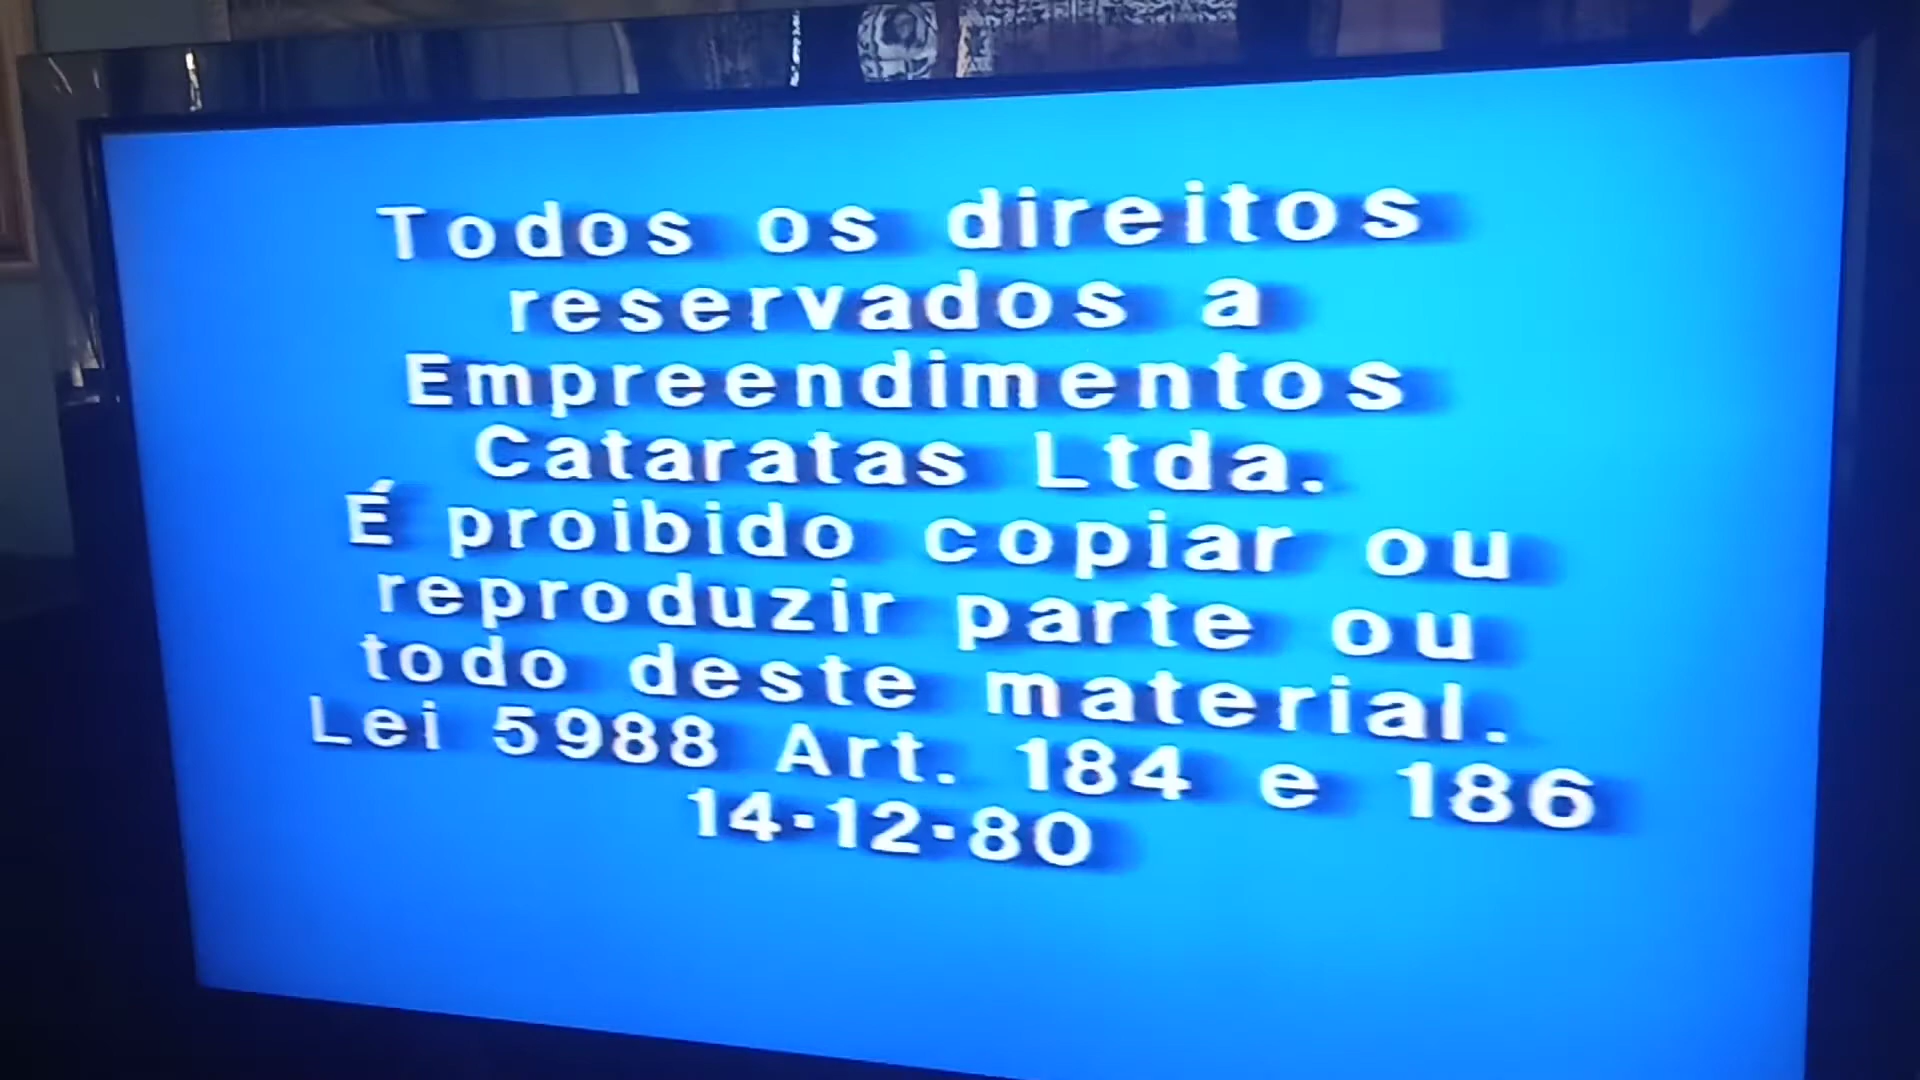 Todos os direitos
reservados a
Empreendimentos
Cataratas Ltda.
É proibido copiar ou
reproduzir parte ou
todo deste material.
Lei 5988 Art. 184 e 186
14-12-80